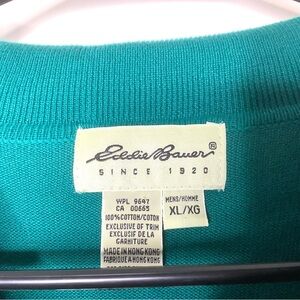 Eddie Bauer®
SINCE 1920
WPL 9647
CA 00665
100% COTTON/COTON
EXCLUSIVE OF TRIM
EXCLUSIF DE LA
GARNITURE
MADE IN HONG KONG
FABRIQUÉ A HONG KONG
MENS/HOMME
XL/XG